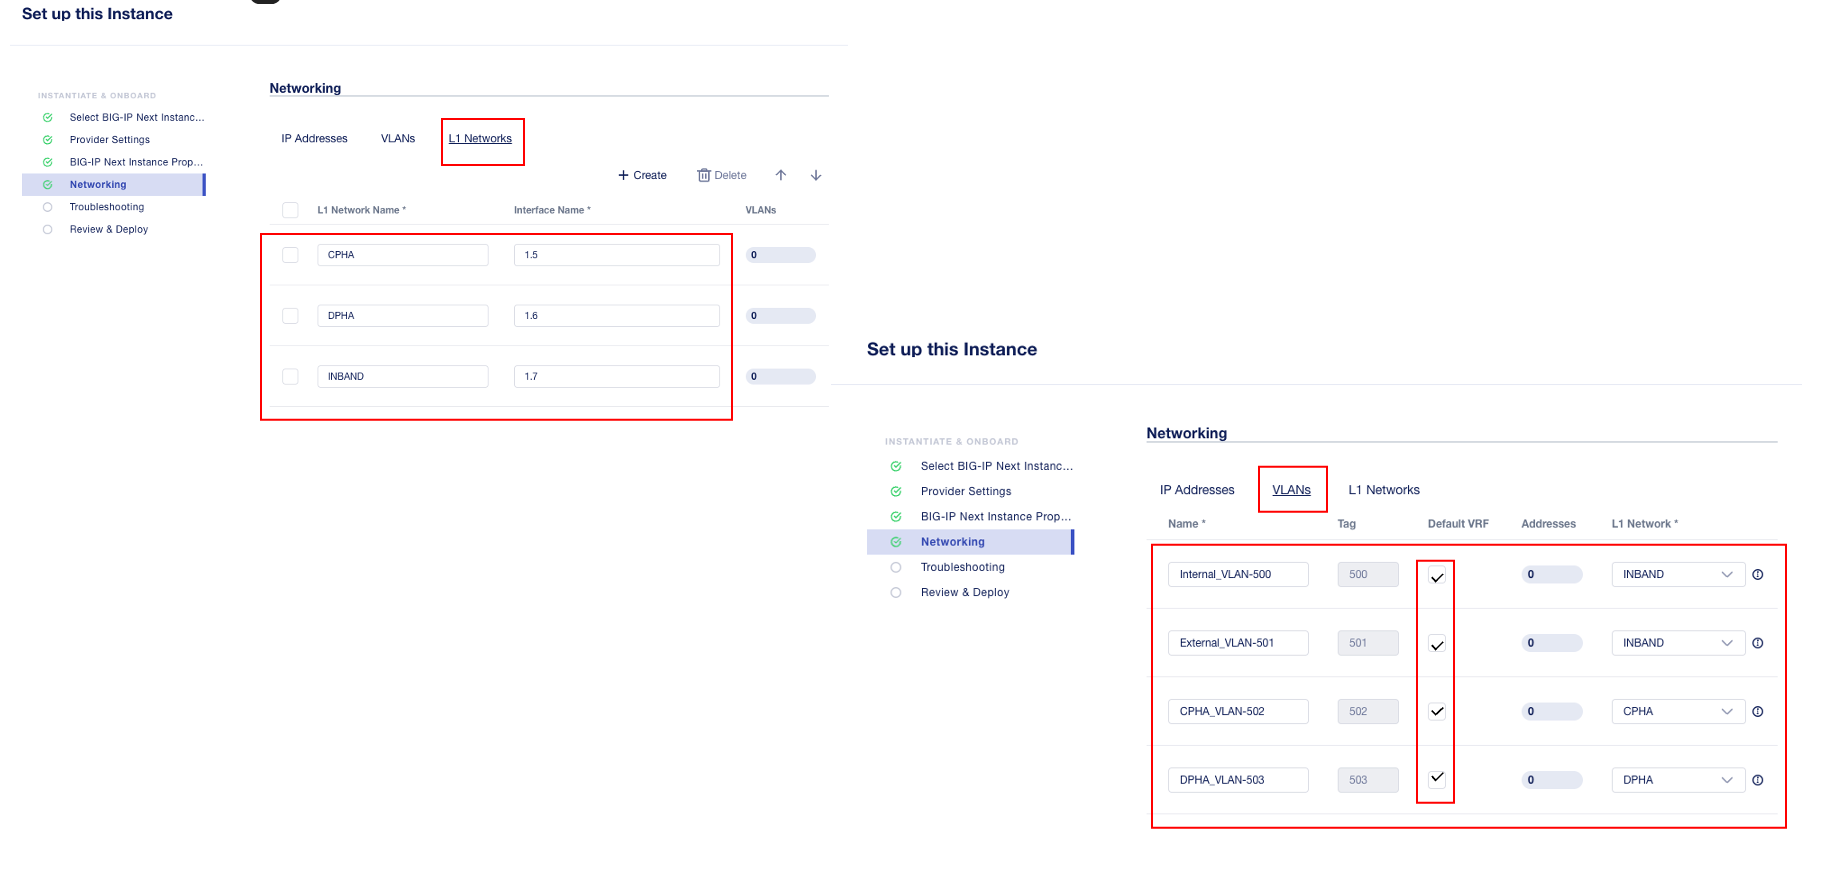 Set up this Instance
INSTANTIATE & ONBOARD
Select BIG-IP Next Instanc...
Provider Settings
BIG-IP Next Instance Prop...
Networking
Troubleshooting
Review & Deploy
Networking
IP Addresses VLANs L1 Networks
Create Delete
L1 Network Name * Interface Name * VLANs
CPHA 1.5 0
DPHA 1.6 0
INBAND 1.7 0
Set up this Instance
INSTANTIATE & ONBOARD
Select BIG-IP Next Instanc...
Provider Settings
BIG-IP Next Instance Prop...
Networking
Troubleshooting
Review & Deploy
Networking
IP Addresses VLANs L1 Networks
Name * Tag Default VRF Addresses L1 Network *
Internal_VLAN-500 500 0 INBAND
External_VLAN-501 501 0 INBAND
CPHA_VLAN-502 502 0 CPHA
DPHA_VLAN-503 503 0 DPHA